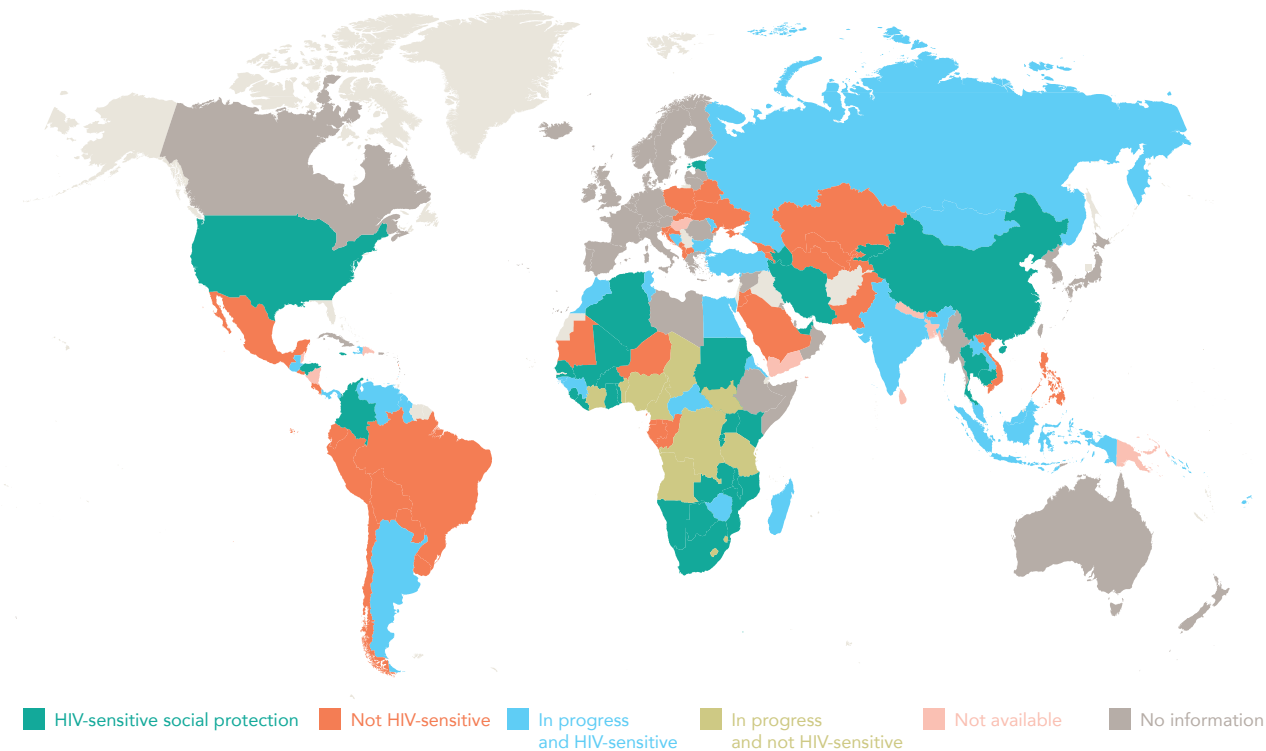 HIV-sensitive social protection
Not HIV-sensitive
In progress
and HIV-sensitive
In progress
and not HIV-sensitive
Not available
No information